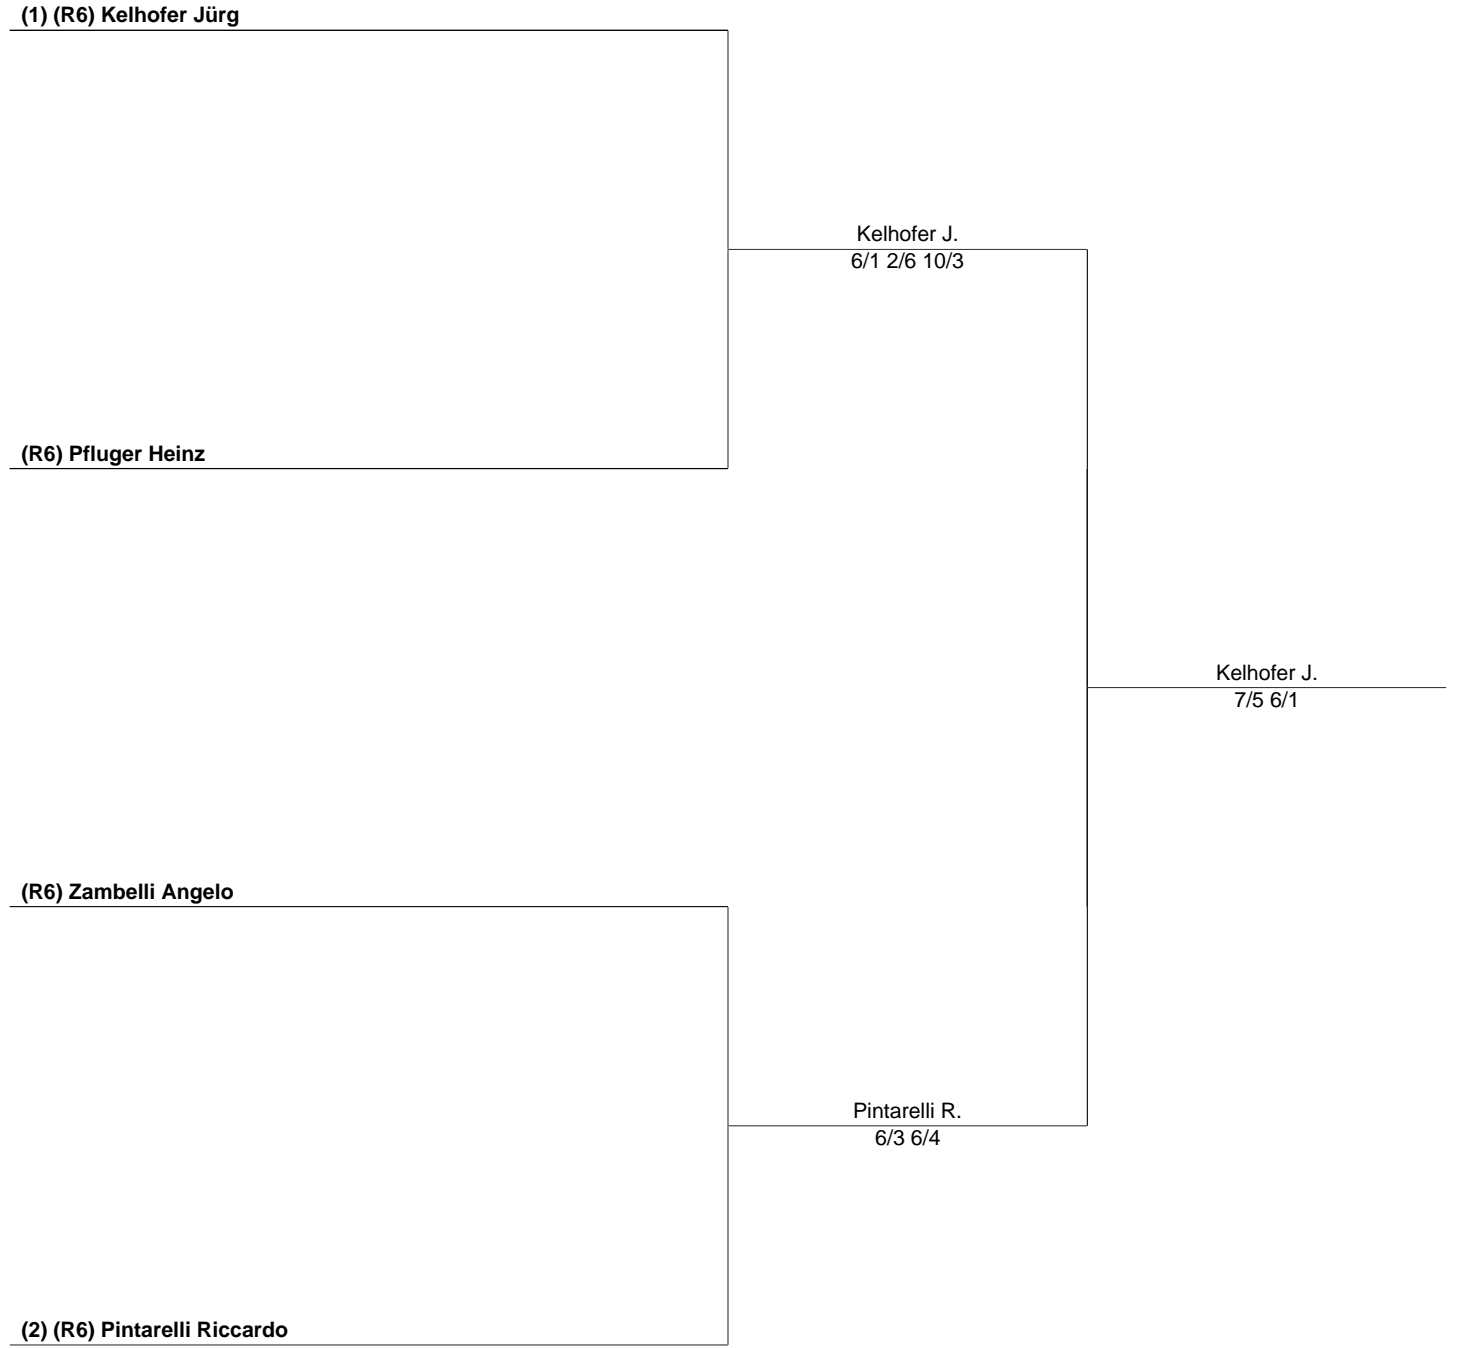 (1) (R6) Kelhofer Jürg
Kelhofer J.
6/1 2/6 10/3
(R6) Pfluger Heinz
Kelhofer J.
7/5 6/1
(R6) Zambelli Angelo
Pintarelli R.
6/3 6/4
(2) (R6) Pintarelli Riccardo